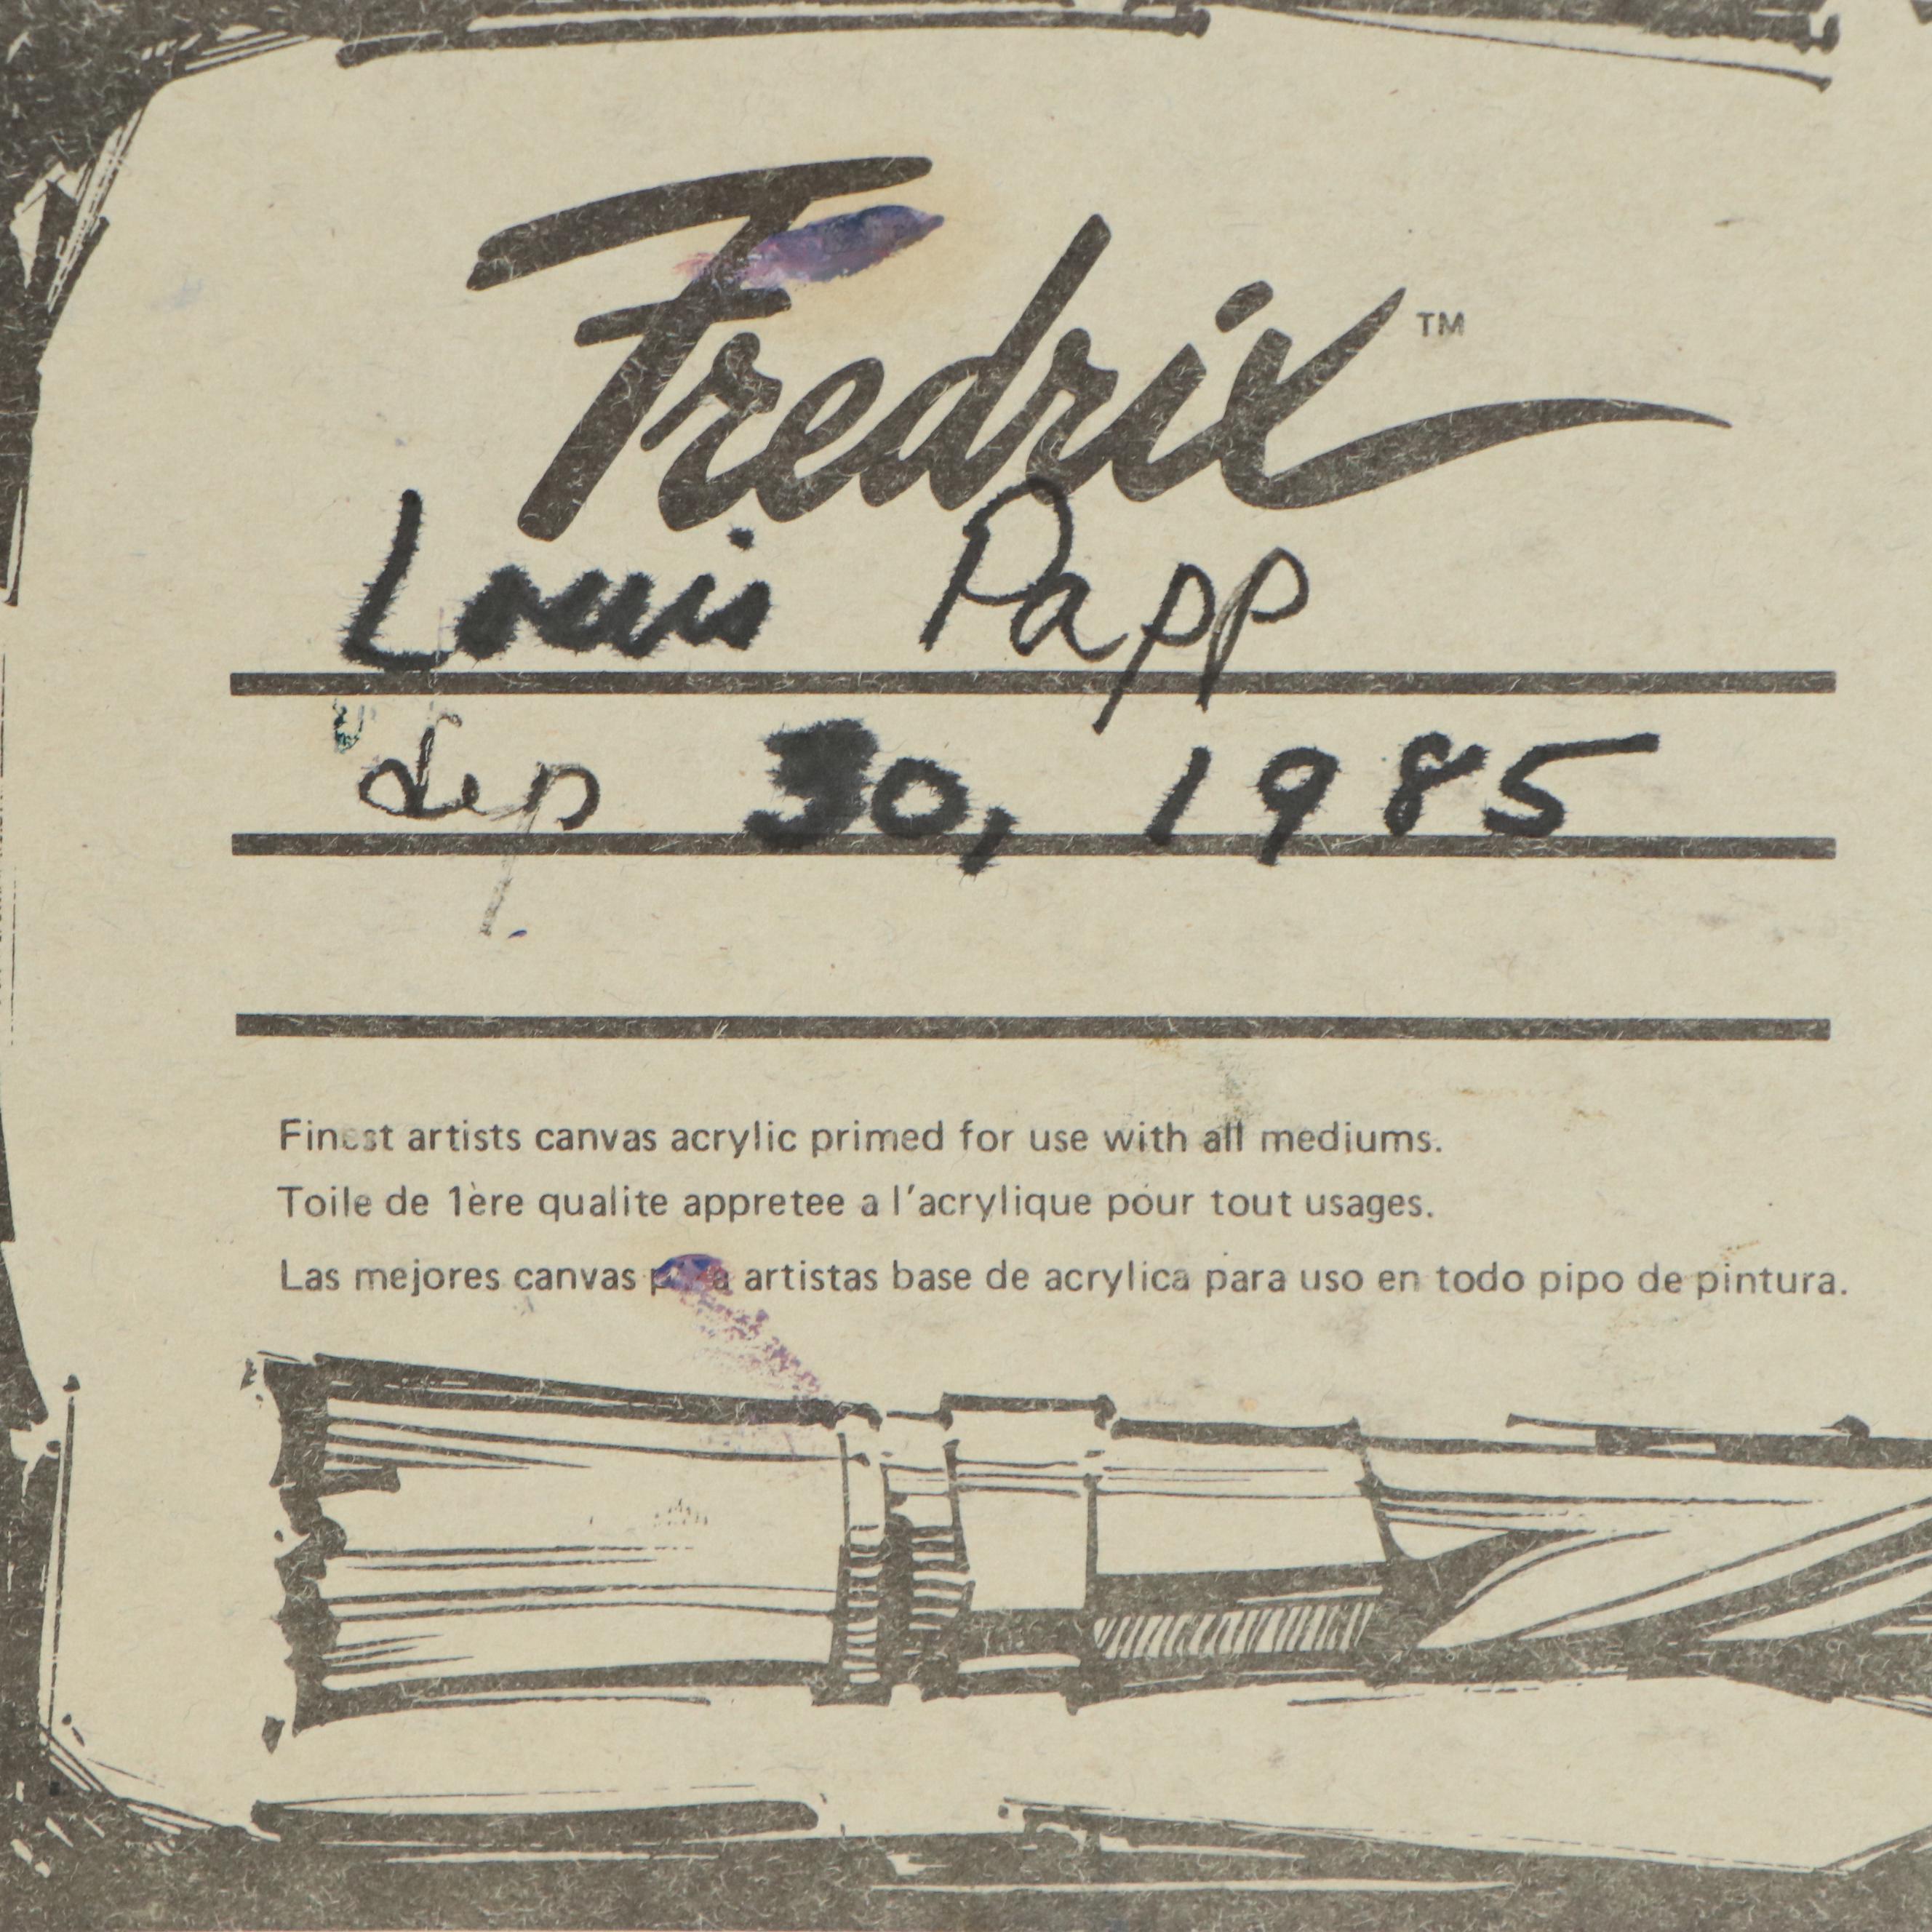 Fredrix™
Louis Papp
Sep 30, 1985
Finest artists canvas acrylic primed for use with all mediums.
Toile de 1ère qualite appretee a l'acrylique pour tout usages.
Las mejores canvas para artistas base de acrylica para uso en todo pipo de pintura.